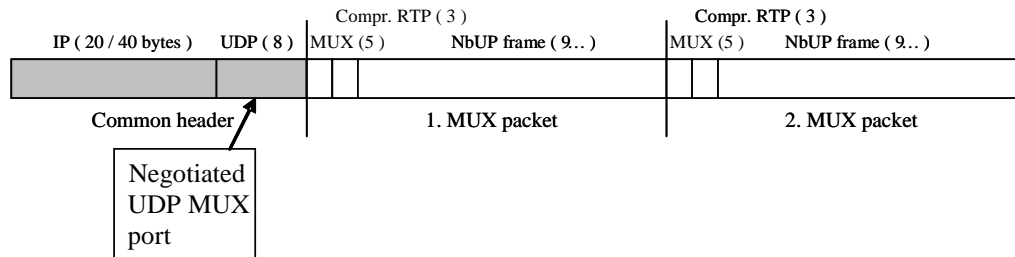 Compr. RTP ( 3 )
Compr. RTP ( 3 )
IP ( 20 / 40 bytes )
UDP ( 8 )
MUX (5 )
NbUP frame ( 9... )
MUX (5 )
NbUP frame ( 9... )
Common header
1. MUX packet
2. MUX packet
Negotiated
UDP MUX
port